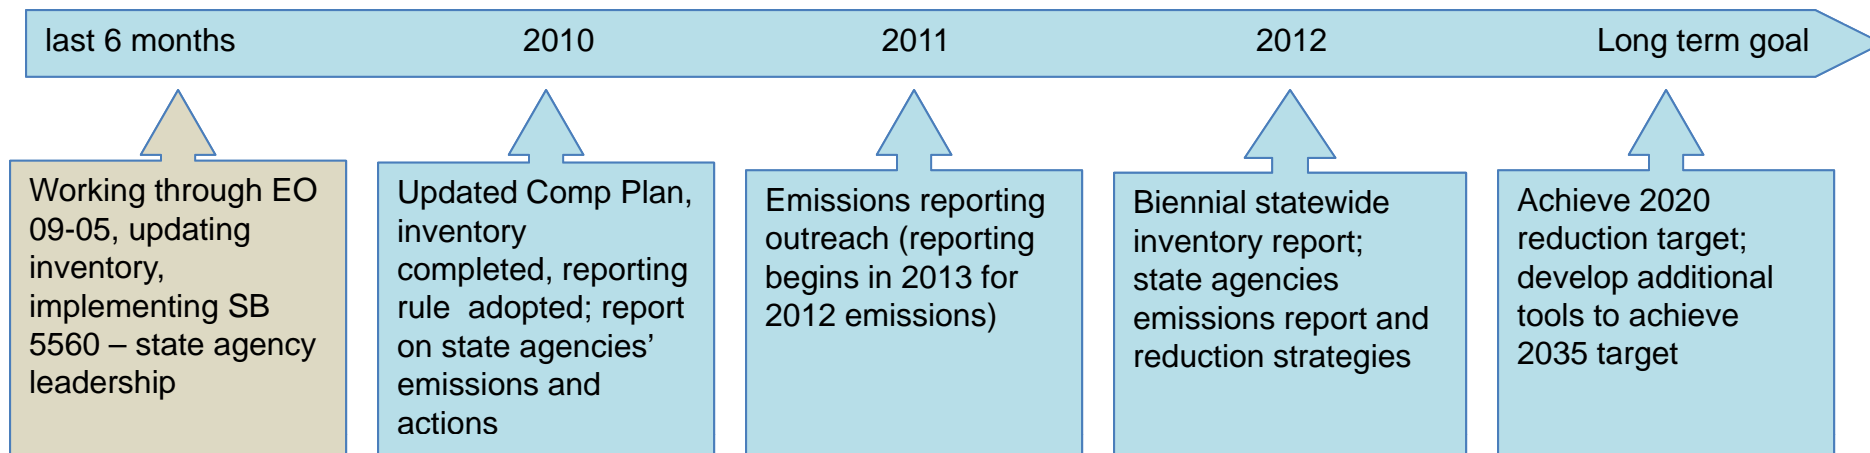 last 6 months 2010 2011 2012 Long term goal
Working through EO
09-05, updating
inventory,
implementing SB
5560 – state agency
leadership
Updated Comp Plan,
inventory
completed, reporting
rule adopted; report
on state agencies’
emissions and
actions
Emissions reporting
outreach (reporting
begins in 2013 for
2012 emissions)
Biennial statewide
inventory report;
state agencies
emissions report and
reduction strategies
Achieve 2020
reduction target;
develop additional
tools to achieve
2035 target